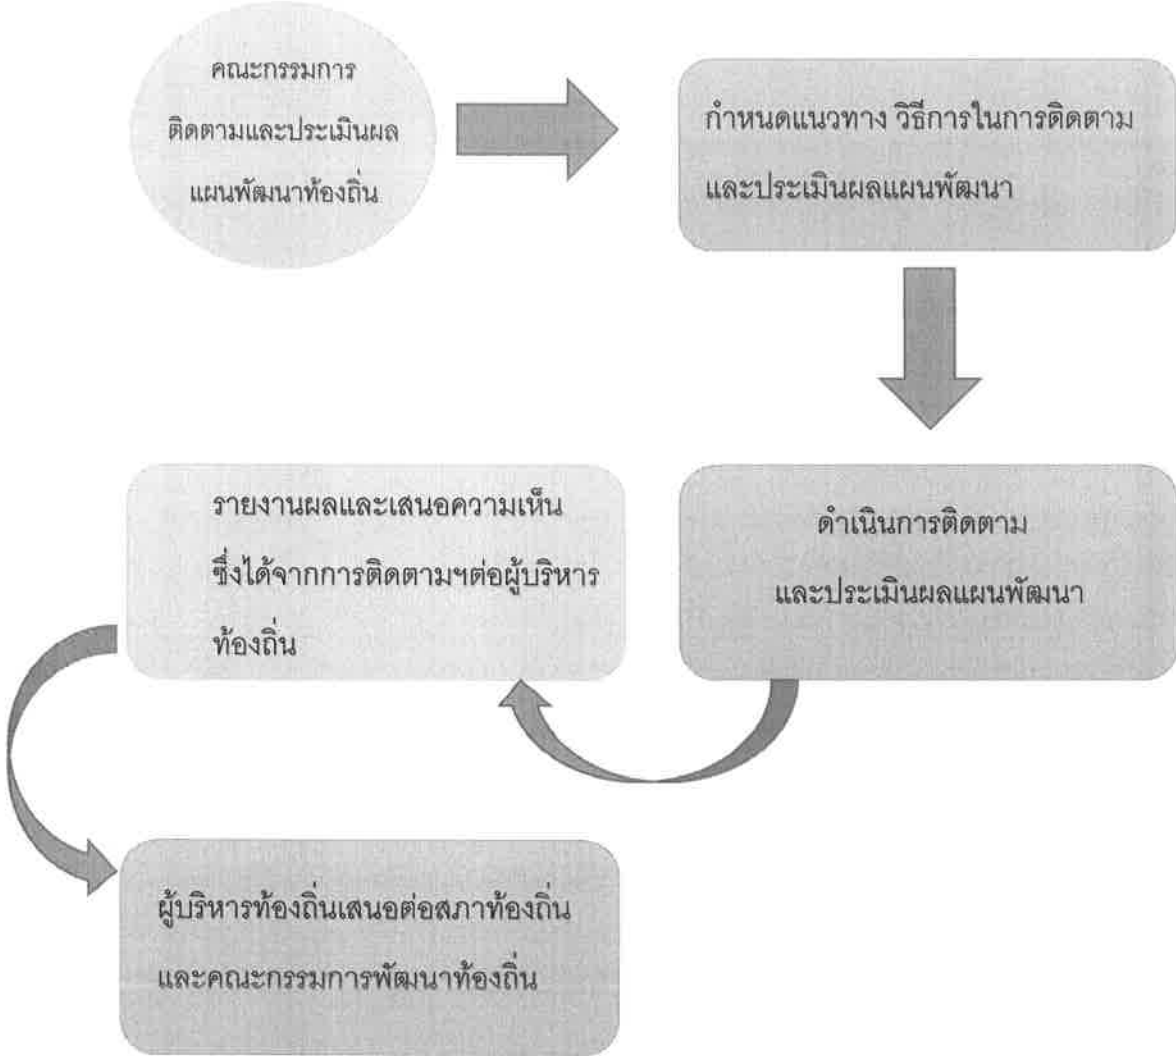 คณะกรรมการ
ติดตามและประเมินผล
แผนพัฒนาท้องถิ่น
กำหนดแนวทาง วิธีการในการติดตาม
และประเมินผลแผนพัฒนา
ดำเนินการติดตาม
และประเมินผลแผนพัฒนา
รายงานผลและเสนอความเห็น
ซึ่งได้จากการติดตามฯต่อผู้บริหาร
ท้องถิ่น
ผู้บริหารท้องถิ่นเสนอต่อสภาท้องถิ่น
และคณะกรรมการพัฒนาท้องถิ่น